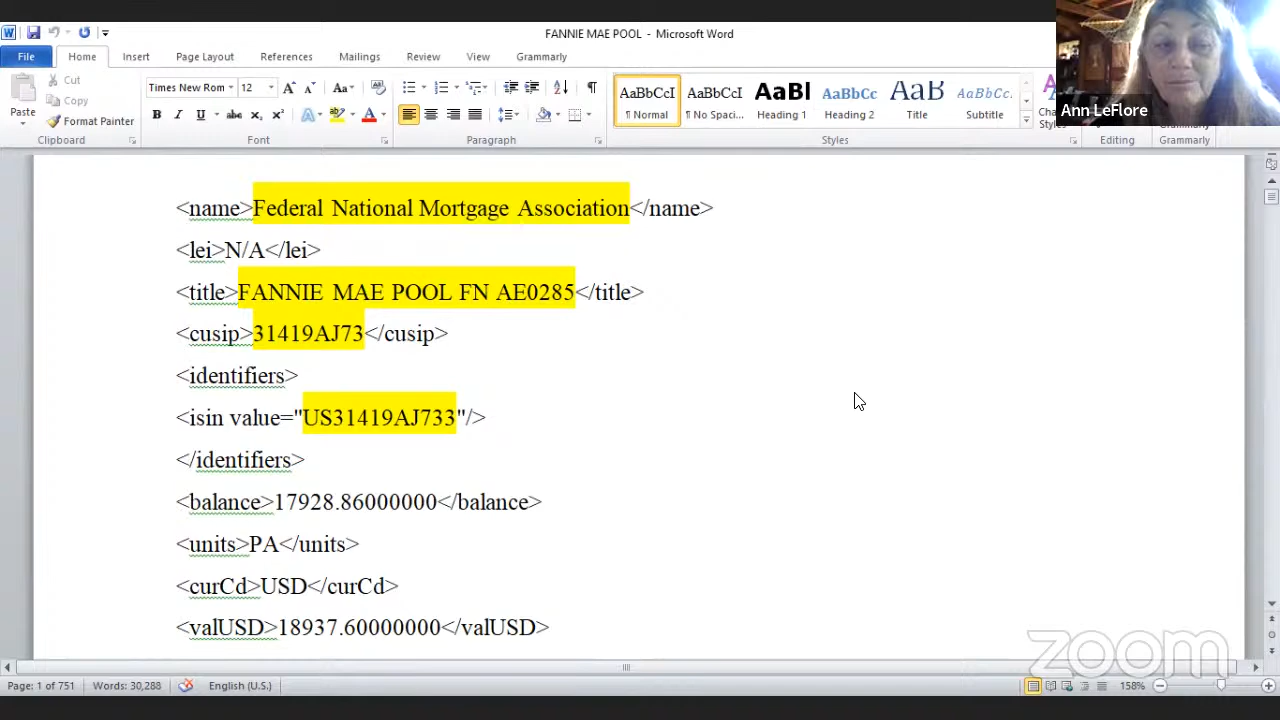 FANNIE MAE POOL - Microsoft Word
File Home Insert Page Layout References Mailings Review View Grammarly
Cut
Copy
Paste
Format Painter
Times New Rom 12
AaBbCcI AaBbCcI AaBl AaBbCc AaB AaBbCc.
¶ Normal ¶ No Spaci... Heading 1 Heading 2 Title Subtitle
Styles
Clipboard Font Paragraph Styles Editing Grammarly
Ann LeFlore
<name>Federal National Mortgage Association</name>
<lei>N/A</lei>
<title>FANNIE MAE POOL FN AE0285</title>
<cusip>31419AJ73</cusip>
<identifiers>
<isin value="US31419AJ733"/>
</identifiers>
<balance>17928.86000000</balance>
<units>PA</units>
<curCd>USD</curCd>
<valUSD>18937.60000000</valUSD>
zoom
Page: 1 of 751 Words: 30,288 English (U.S.) 158%